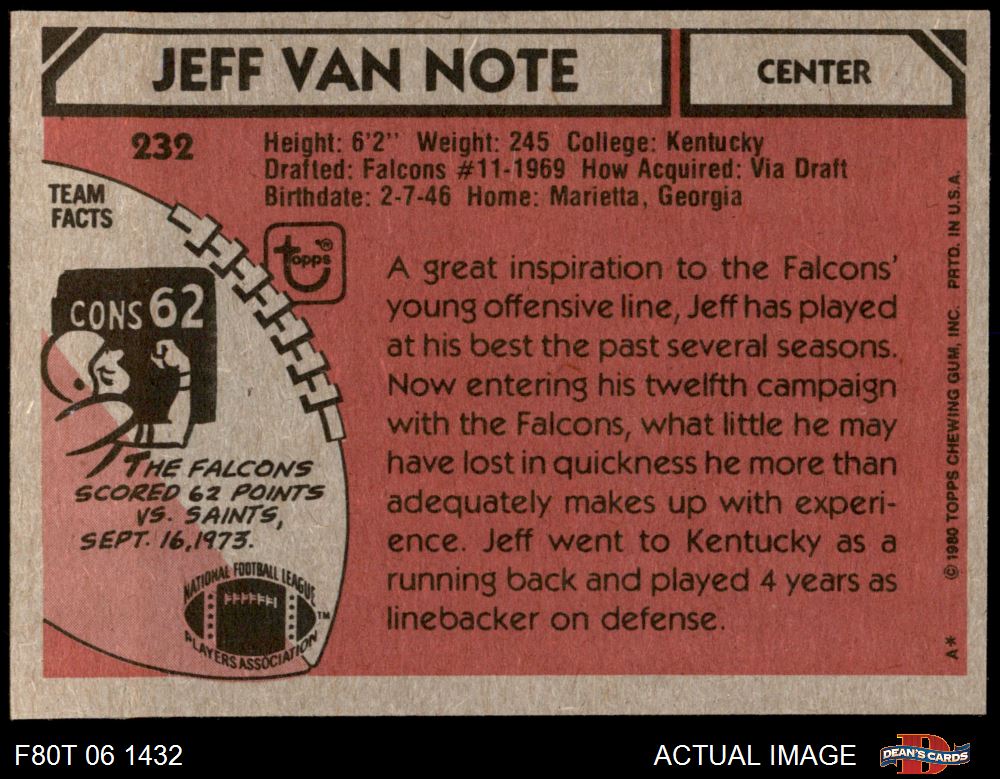 JEFF VAN NOTE
CENTER
232
Height: 6'2" Weight: 245 College: Kentucky
Drafted: Falcons #11-1969 How Acquired: Via Draft
Birthdate: 2-7-46 Home: Marietta, Georgia
TEAM
FACTS
topps®
CONS 62
THE FALCONS
SCORED 62 POINTS
VS. SAINTS,
SEPT. 16, 1973.
NATIONAL FOOTBALL LEAGUE
PLAYERS ASSOCIATION
TM
A great inspiration to the Falcons'
young offensive line, Jeff has played
at his best the past several seasons.
Now entering his twelfth campaign
with the Falcons, what little he may
have lost in quickness he more than
adequately makes up with experi-
ence. Jeff went to Kentucky as a
running back and played 4 years as
linebacker on defense.
© 1980 TOPPS CHEWING GUM, INC. PRTD. IN U.S.A.
A*
F80T 06 1432
ACTUAL IMAGE
DEAN'S CARDS